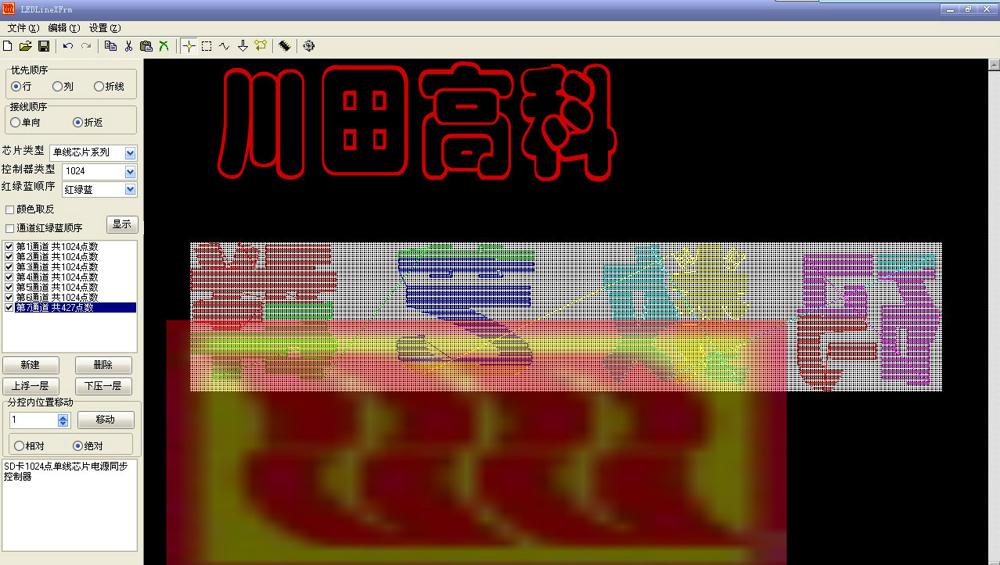 LEDLineXFrm
文件(X) 编辑(Y) 设置(Z)
川田高科
优先顺序
行 列 折线
接线顺序
单向 折返
芯片类型 单线芯片系列
控制器类型 1024
红绿蓝顺序 红绿蓝
颜色取反
通道红绿蓝顺序 显示
第1通道 共1024点数
第2通道 共1024点数
第3通道 共1024点数
第4通道 共1024点数
第5通道 共1024点数
第6通道 共1024点数
第7通道 共427点数
新建 删除
上浮一层 下压一层
分控内位置移动
1 移动
相对 绝对
SD卡1024点单线芯片电源同步
控制器